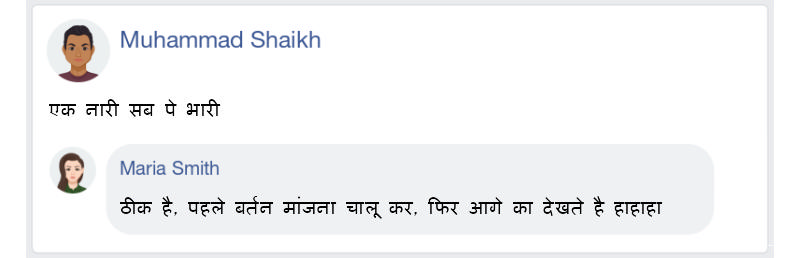 Muhammad Shaikh
एक नारी सब पे भारी
Maria Smith
ठीक है, पहले बर्तन मांजना चालू कर, फिर आगे का देखते है हाहाहा